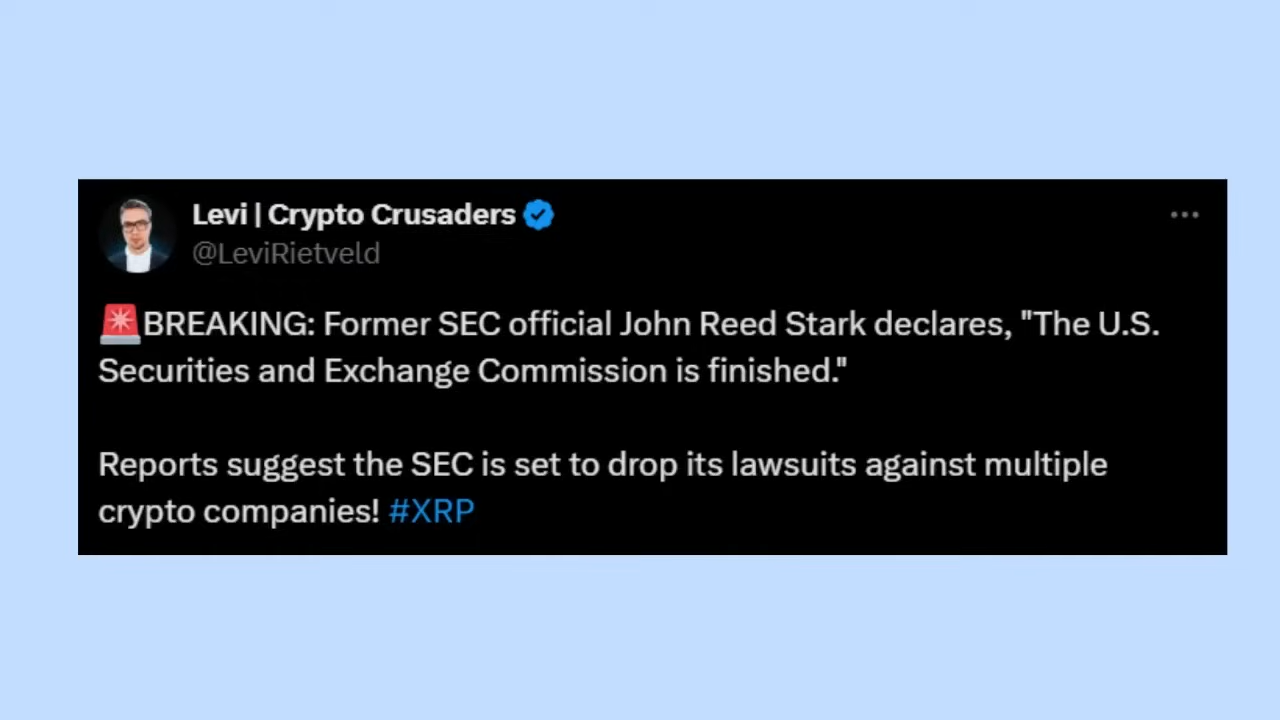 Levi | Crypto Crusaders
@LeviRietveld
🚨BREAKING: Former SEC official John Reed Stark declares, "The U.S.
Securities and Exchange Commission is finished."
Reports suggest the SEC is set to drop its lawsuits against multiple
crypto companies! #XRP